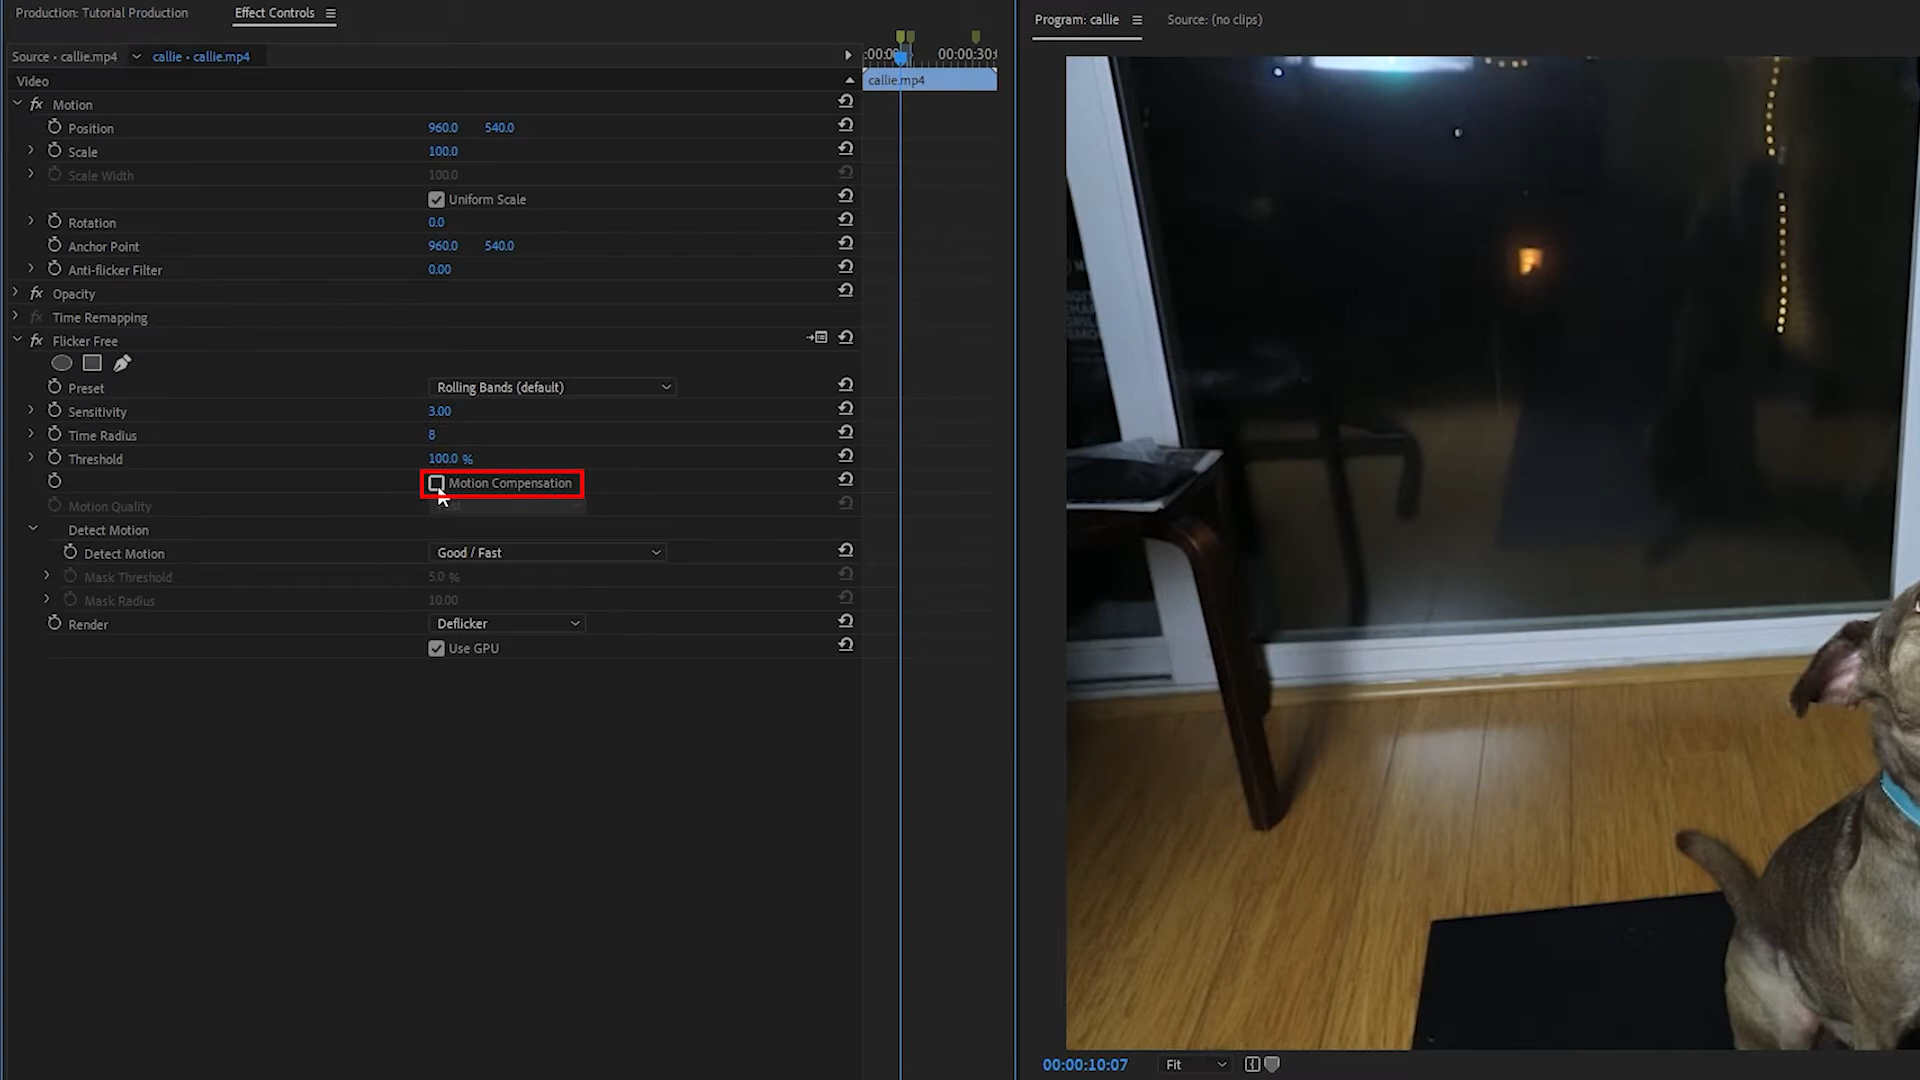 Production: Tutorial Production
Effect Controls
Source · callie.mp4
callie · callie.mp4
:00:00
00:00:30:
Video
callie.mp4
fx Motion
Position 960.0 540.0
Scale 100.0
Scale Width 100.0
Uniform Scale
Rotation 0.0
Anchor Point 960.0 540.0
Anti-flicker Filter 0.00
fx Opacity
fx Time Remapping
fx Flicker Free
Preset Rolling Bands (default)
Sensitivity 3.00
Time Radius 8
Threshold 100.0 %
Motion Compensation
Motion Quality
Detect Motion
Detect Motion Good / Fast
Mask Threshold 5.0 %
Mask Radius 10.00
Render Deflicker
Use GPU
Program: callie
Source: (no clips)
00:00:10:07
Fit